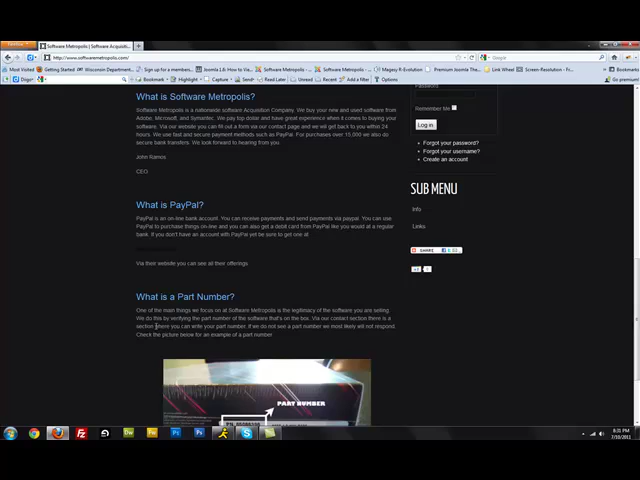 Firefox
Software Metropolis | Software Acquisiti...
http://www.softwaremetropolis.com/
Google
Most Visited
Getting Started
Wisconsin Department...
Sign up for a members...
Joomla 1.6: How to V...
Software Metropolis - ...
Magezy R-Evolution
Premium Joomla The...
Link Wheel
Screen-Resolution - F...
Diigo
Bookmark
Highlight
Capture
Send
Read Later
Unread
Recent
Add a filter
Options
What is Software Metropolis?
Software Metropolis is a nationwide software Acquisition Company. We buy your new and used software from
Adobe, Microsoft, and Symantec. We pay top dollar and have great experience when it comes to buying your
software. Via our website you can fill out a form via our contact page and we will get back to you within 24
hours. We use fast and secure payment methods such as PayPal. For purchases over 15,000 we also do
secure bank transfers. We look forward to hearing from you.
John Ramos
CEO
What is PayPal?
PayPal is an on-line bank account. You can receive payments and send payments via paypal. You can use
PayPal to purchase things on-line and you can also get a debit card from PayPal like you would at a regular
bank. If you don't have an account with PayPal yet be sure to get one at
Via their website you can see all their offerings
What is a Part Number?
One of the main things we focus on at Software Metropolis is the legitimacy of the software you are selling.
We do this by verifying the part number of the software that's on the box. Via our contact section there is a
section where you can write your part number. If we do not see a part number we most likely will not respond.
Check the picture below for an example of a part number
PART NUMBER
Password
Remember Me
Log in
Forgot your password?
Forgot your username?
Create an account
SUB MENU
Info
Links
SHARE
+1
6:31 PM
7/10/2011